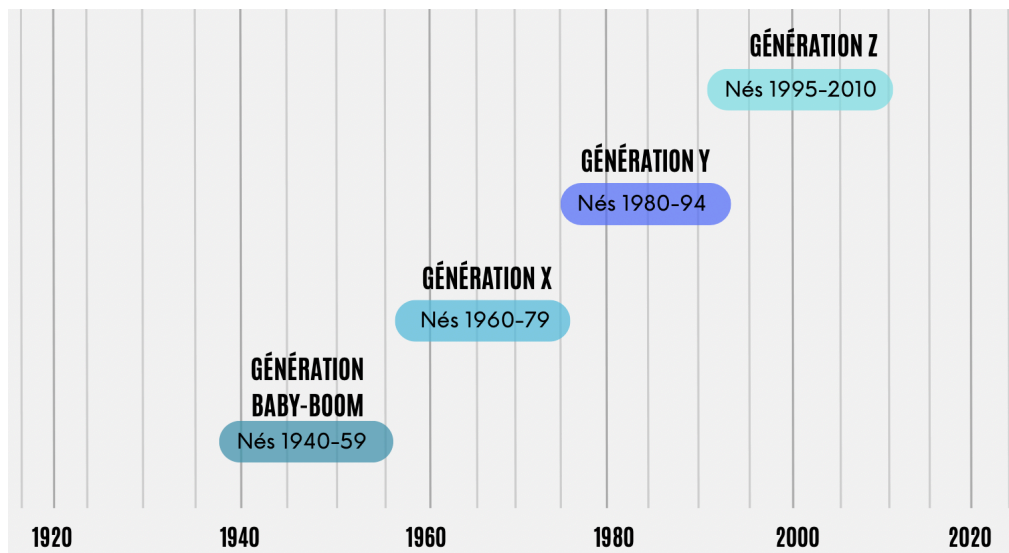 GÉNÉRATION Z
Nés 1995-2010
GÉNÉRATION Y
Nés 1980-94
GÉNÉRATION X
Nés 1960-79
GÉNÉRATION
BABY-BOOM
Nés 1940-59
1920 1940 1960 1980 2000 2020